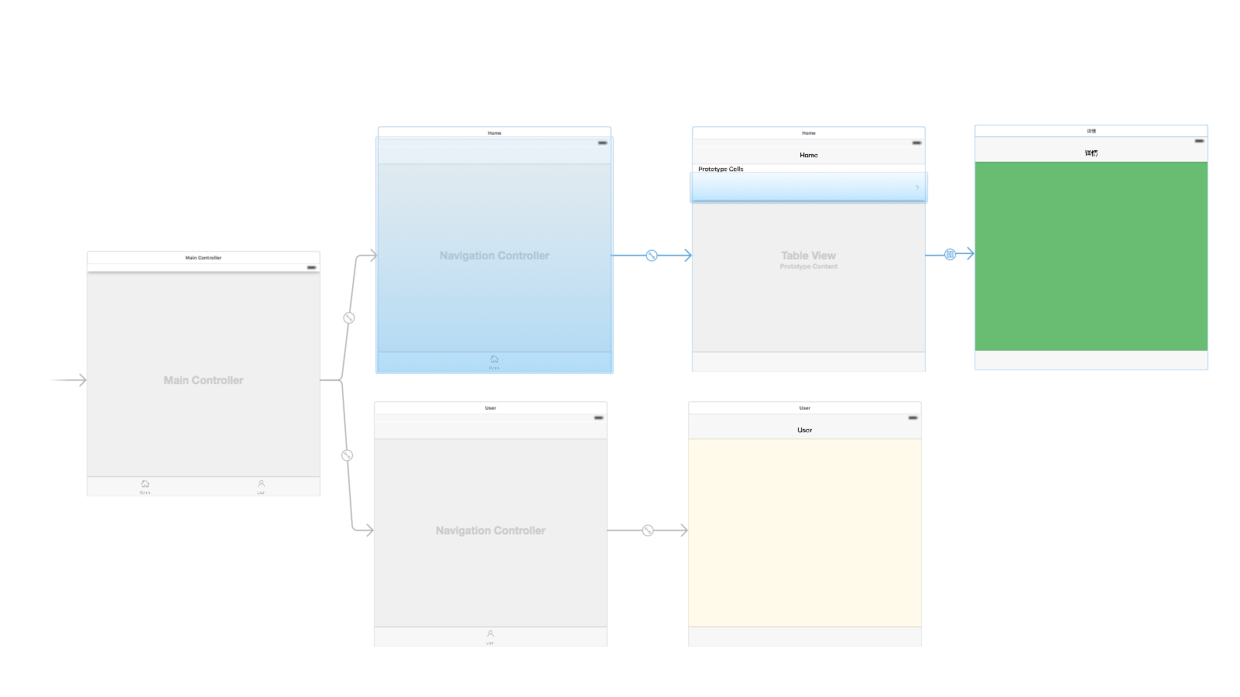 Home
Navigation Controller
Home
Home
Prototype Cells
Table View
Prototype Content
详情
详情
Main Controller
Main Controller
User
Navigation Controller
User
User